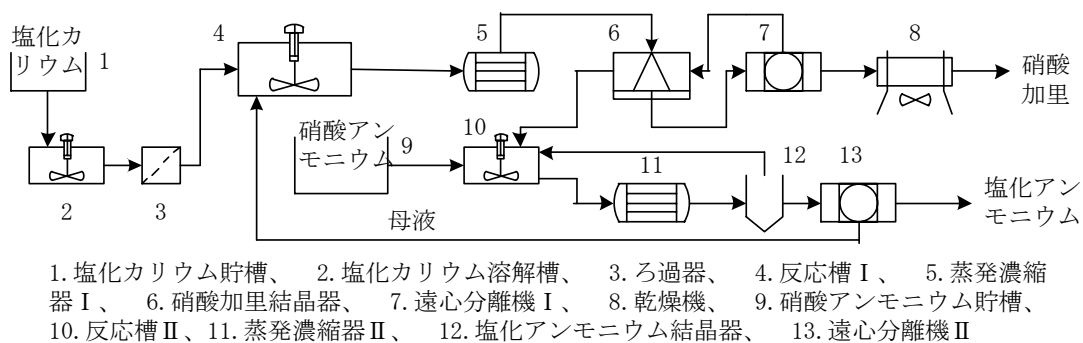 塩化カ
リウム
1
4
5
6
7
8
硝酸
加里
2
3
硝酸アン
モニウム
9
10
11
12
13
塩化アン
モニウム
母液
1.塩化カリウム貯槽、 2.塩化カリウム溶解槽、 3.ろ過器、 4.反応槽Ⅰ、 5.蒸発濃縮
器Ⅰ、 6.硝酸加里結晶器、 7.遠心分離機Ⅰ、 8.乾燥機、 9.硝酸アンモニウム貯槽、
10.反応槽Ⅱ、11.蒸発濃縮器Ⅱ、 12.塩化アンモニウム結晶器、 13.遠心分離機Ⅱ